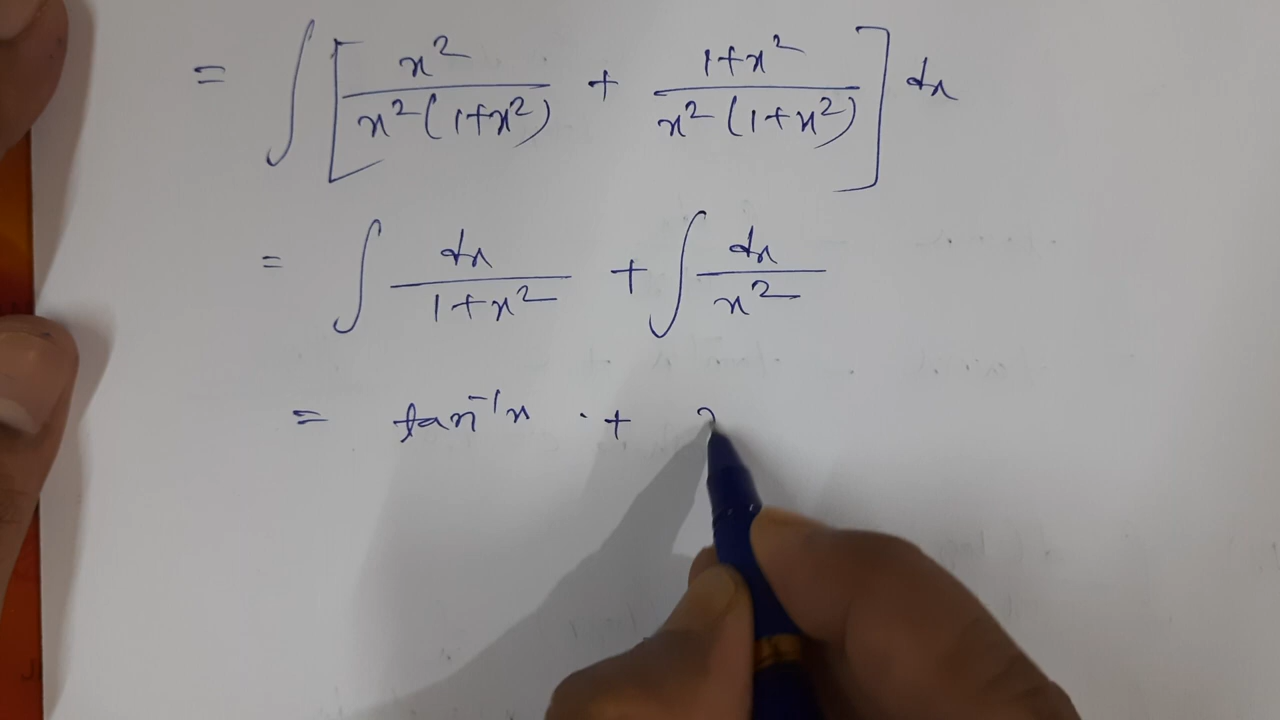 = ∫ [ x²/(x²(1+x²)) + (1+x²)/(x²(1+x²)) ] dx
= ∫ dx/(1+x²) + ∫ dx/x²
= tan⁻¹x · +